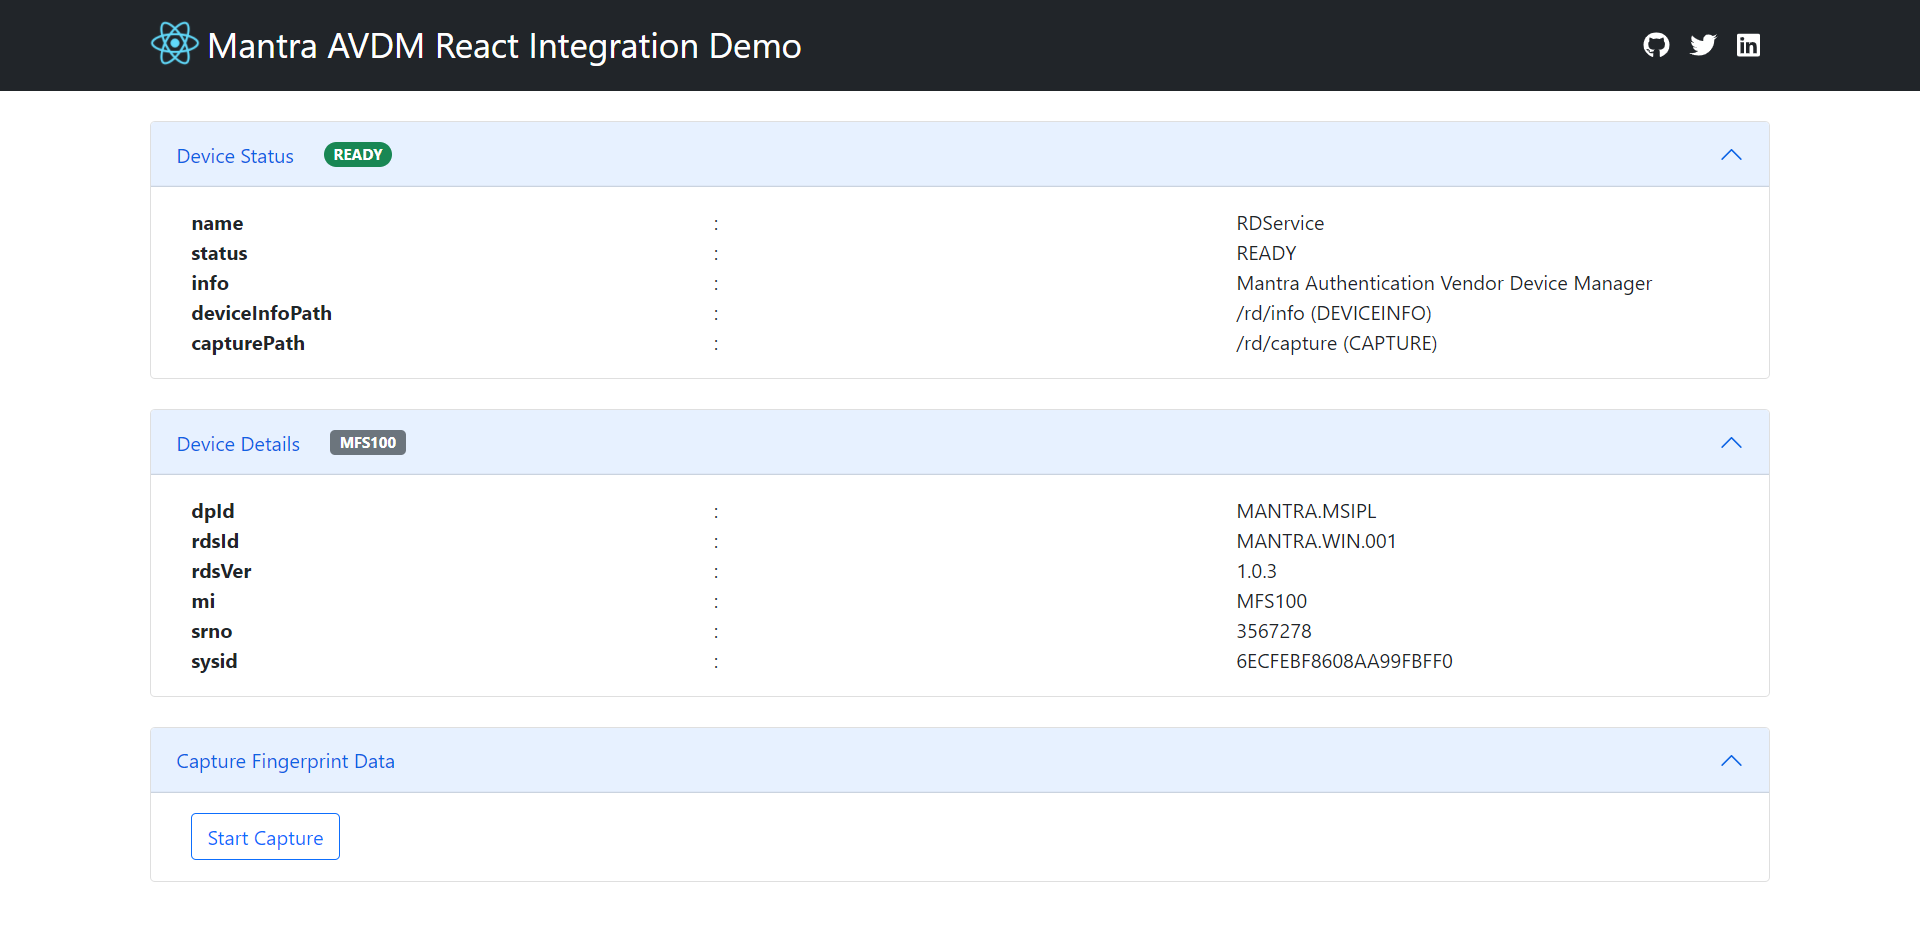 Mantra AVDM React Integration Demo
Device Status READY
name : RDService
status : READY
info : Mantra Authentication Vendor Device Manager
deviceInfoPath : /rd/info (DEVICEINFO)
capturePath : /rd/capture (CAPTURE)
Device Details MFS100
dpId : MANTRA.MSIPL
rdsId : MANTRA.WIN.001
rdsVer : 1.0.3
mi : MFS100
srno : 3567278
sysid : 6ECFEBF8608AA99FBFF0
Capture Fingerprint Data
Start Capture